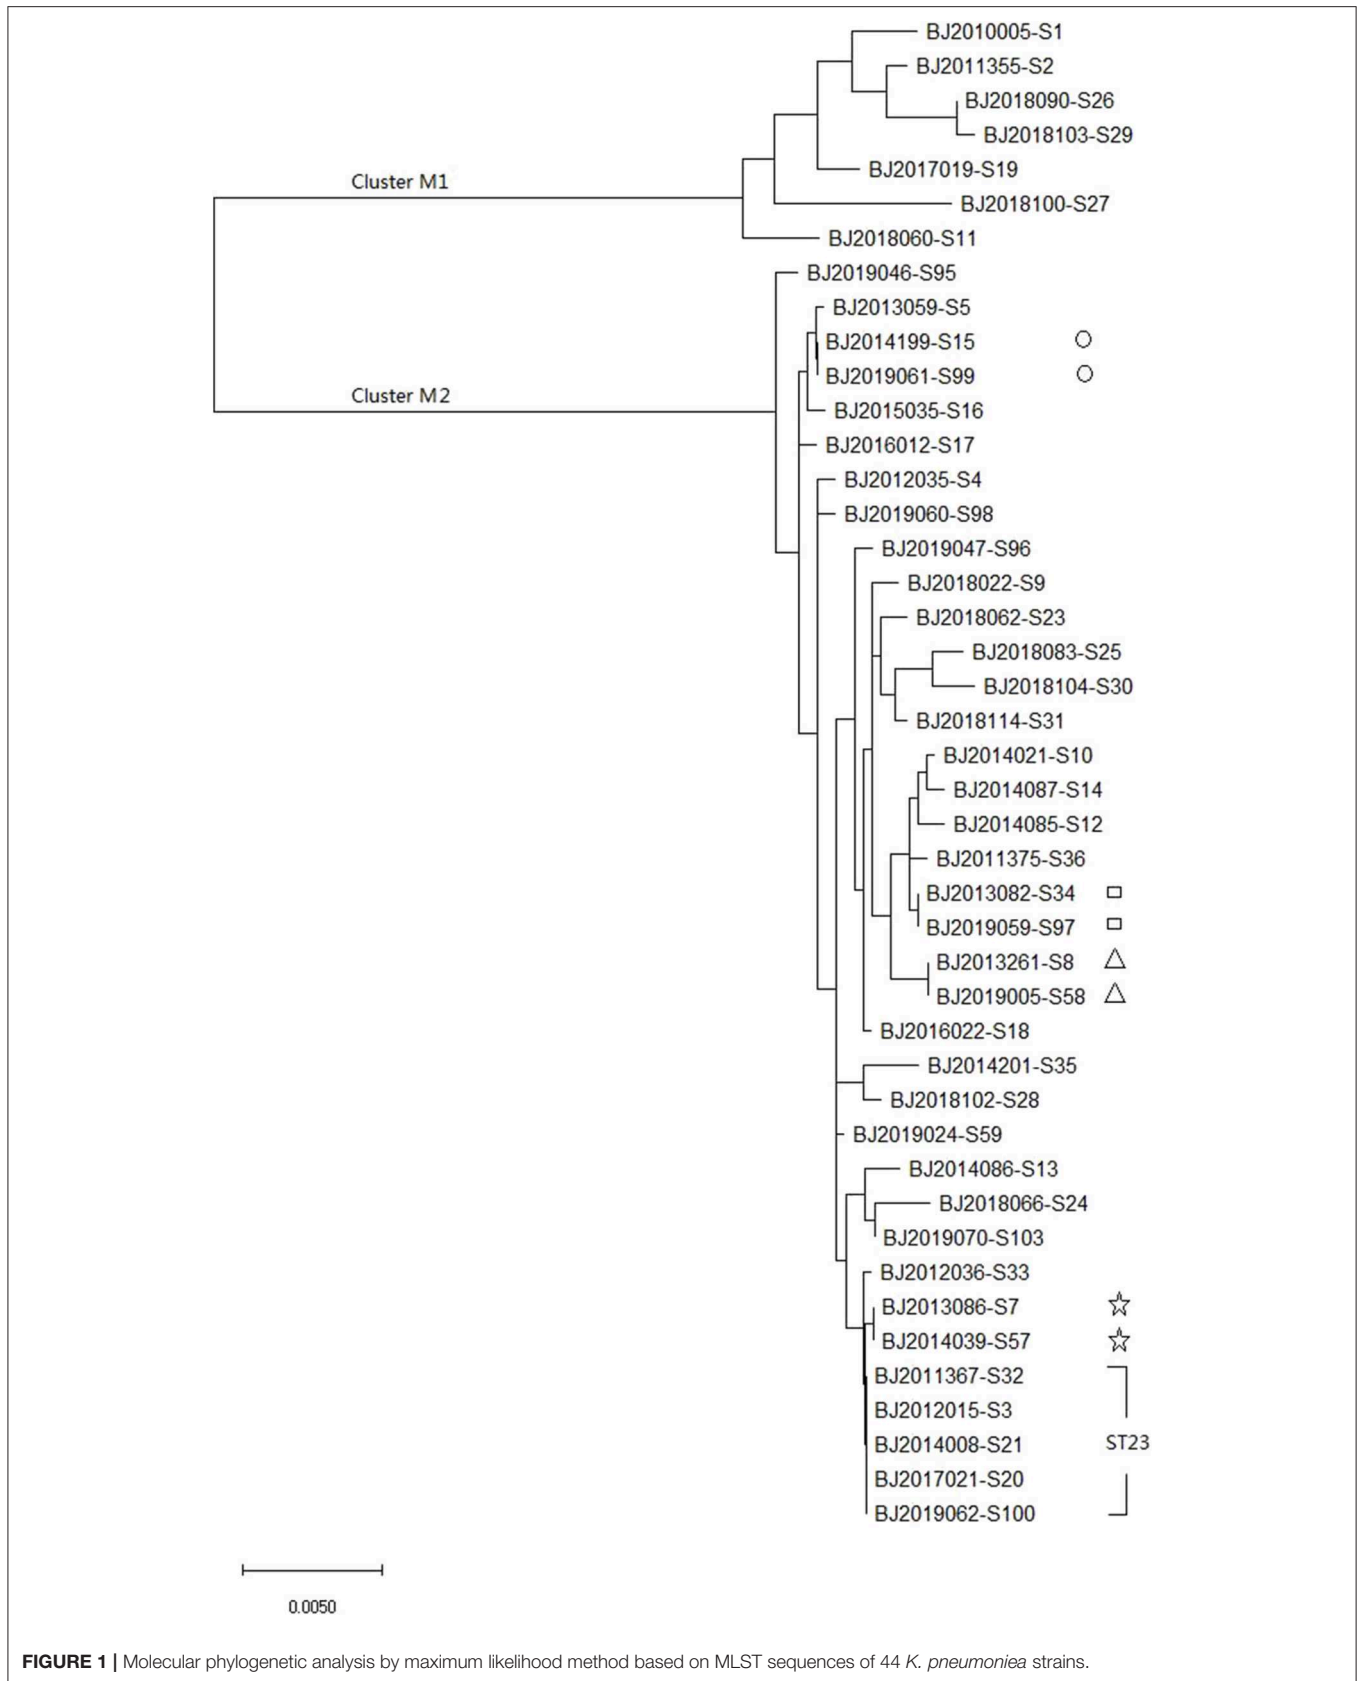 BJ2010005-S1
BJ2011355-S2
BJ2018090-S26
BJ2018103-S29
BJ2017019-S19
Cluster M1
BJ2018100-S27
BJ2018060-S11
BJ2019046-S95
BJ2013059-S5
BJ2014199-S15
BJ2019061-S99
Cluster M2
BJ2015035-S16
BJ2016012-S17
BJ2012035-S4
BJ2019060-S98
BJ2019047-S96
BJ2018022-S9
BJ2018062-S23
BJ2018083-S25
BJ2018104-S30
BJ2018114-S31
BJ2014021-S10
BJ2014087-S14
BJ2014085-S12
BJ2011375-S36
BJ2013082-S34
BJ2019059-S97
BJ2013261-S8
BJ2019005-S58
BJ2016022-S18
BJ2014201-S35
BJ2018102-S28
BJ2019024-S59
BJ2014086-S13
BJ2018066-S24
BJ2019070-S103
BJ2012036-S33
BJ2013086-S7
BJ2014039-S57
BJ2011367-S32
BJ2012015-S3
BJ2014008-S21 ST23
BJ2017021-S20
BJ2019062-S100
0.0050
FIGURE 1 | Molecular phylogenetic analysis by maximum likelihood method based on MLST sequences of 44 K. pneumoniea strains.